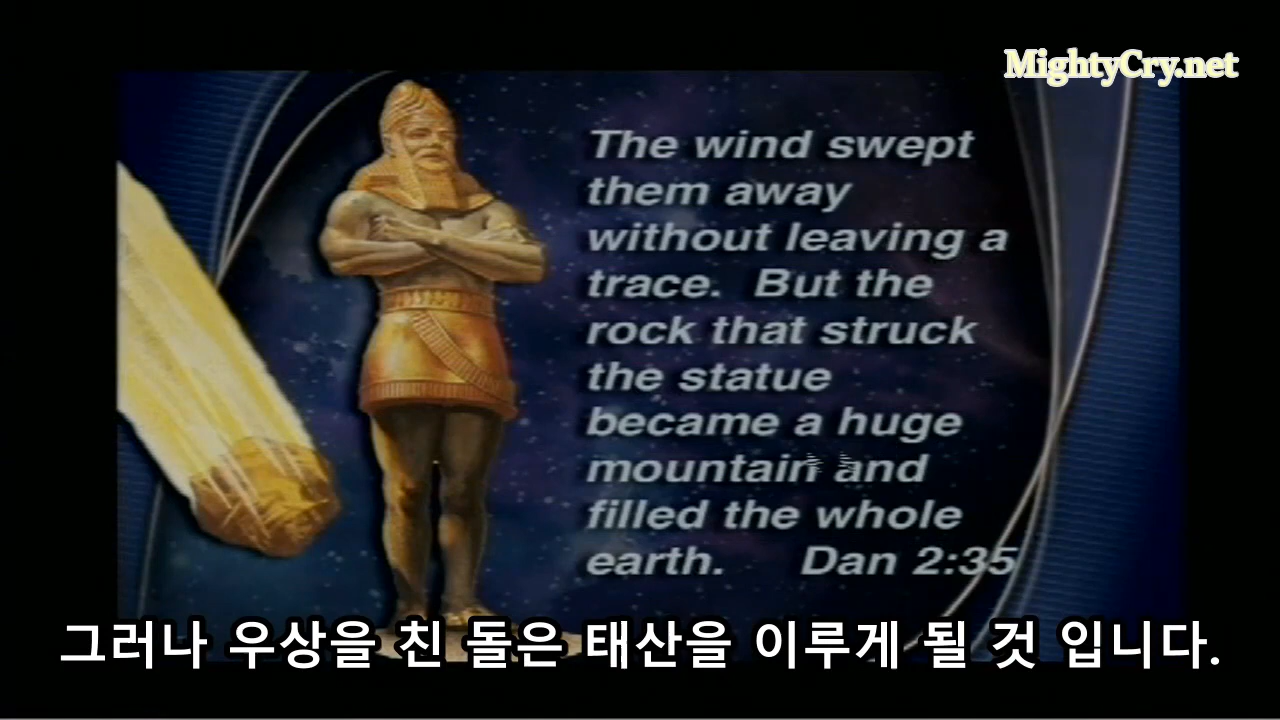 MightyCry.net
The wind swept
them away
without leaving a
trace. But the
rock that struck
the statue
became a huge
mountain and
filled the whole
earth. Dan 2:35
그러나 우상을 친 돌은 태산을 이루게 될 것 입니다.